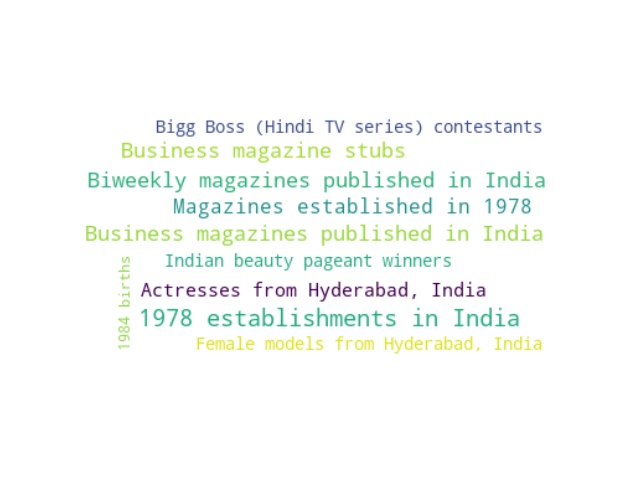 Bigg Boss (Hindi TV series) contestants
Business magazine stubs
Biweekly magazines published in India
Magazines established in 1978
Business magazines published in India
Indian beauty pageant winners
1984 births
Actresses from Hyderabad, India
1978 establishments in India
Female models from Hyderabad, India